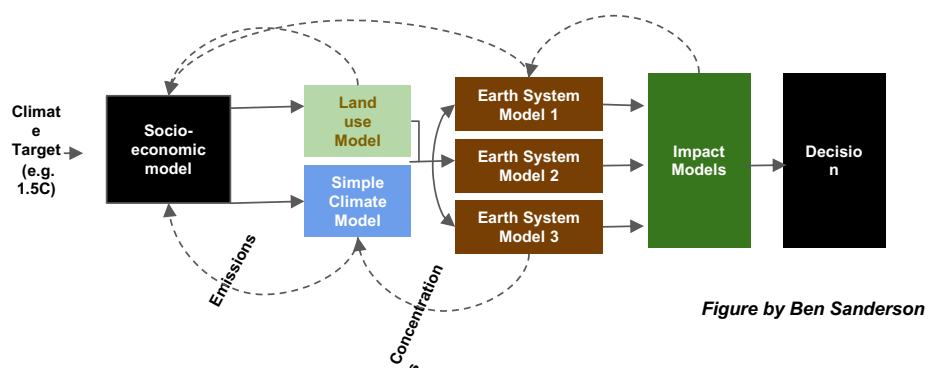 Climat
e
Target
(e.g.
1.5C)
Socio-
economic
model
Land
use
Model
Simple
Climate
Model
Emissions
Concentration
s
Earth System
Model 1
Earth System
Model 2
Earth System
Model 3
Impact
Models
Decisio
n
Figure by Ben Sanderson